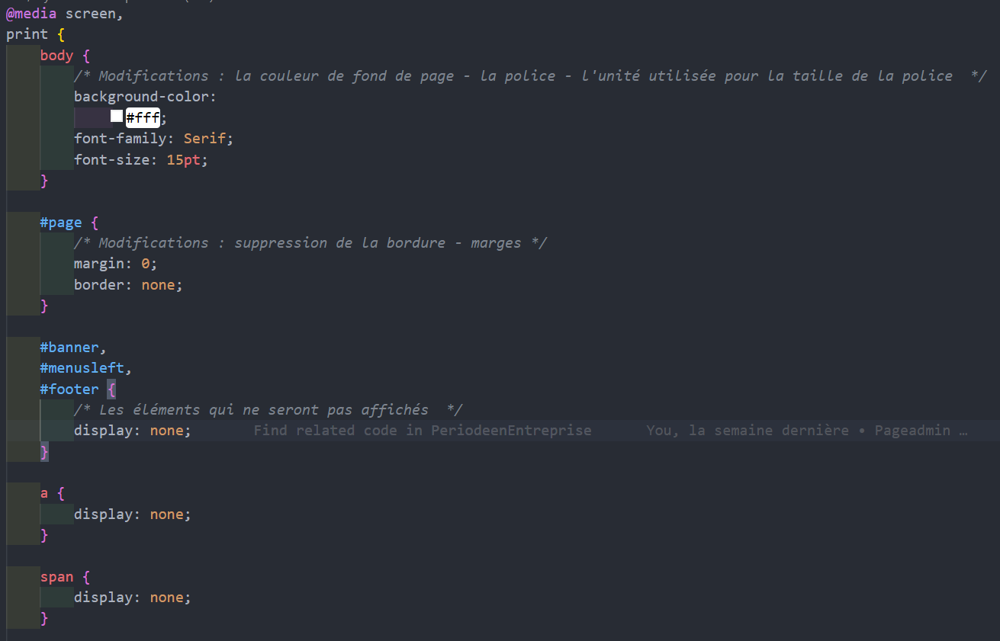 @media screen,
print {
body {
/* Modifications : la couleur de fond de page - la police - l'unité utilisée pour la taille de la police  */
background-color:
#fff;
font-family: Serif;
font-size: 15pt;
}
#page {
/* Modifications : suppression de la bordure - marges */
margin: 0;
border: none;
}
#banner,
#menusleft,
#footer {
/* Les éléments qui ne seront pas affichés  */
display: none; Find related code in PeriodeenEntreprise You, la semaine dernière • Pageadmin …
}
a {
display: none;
}
span {
display: none;
}